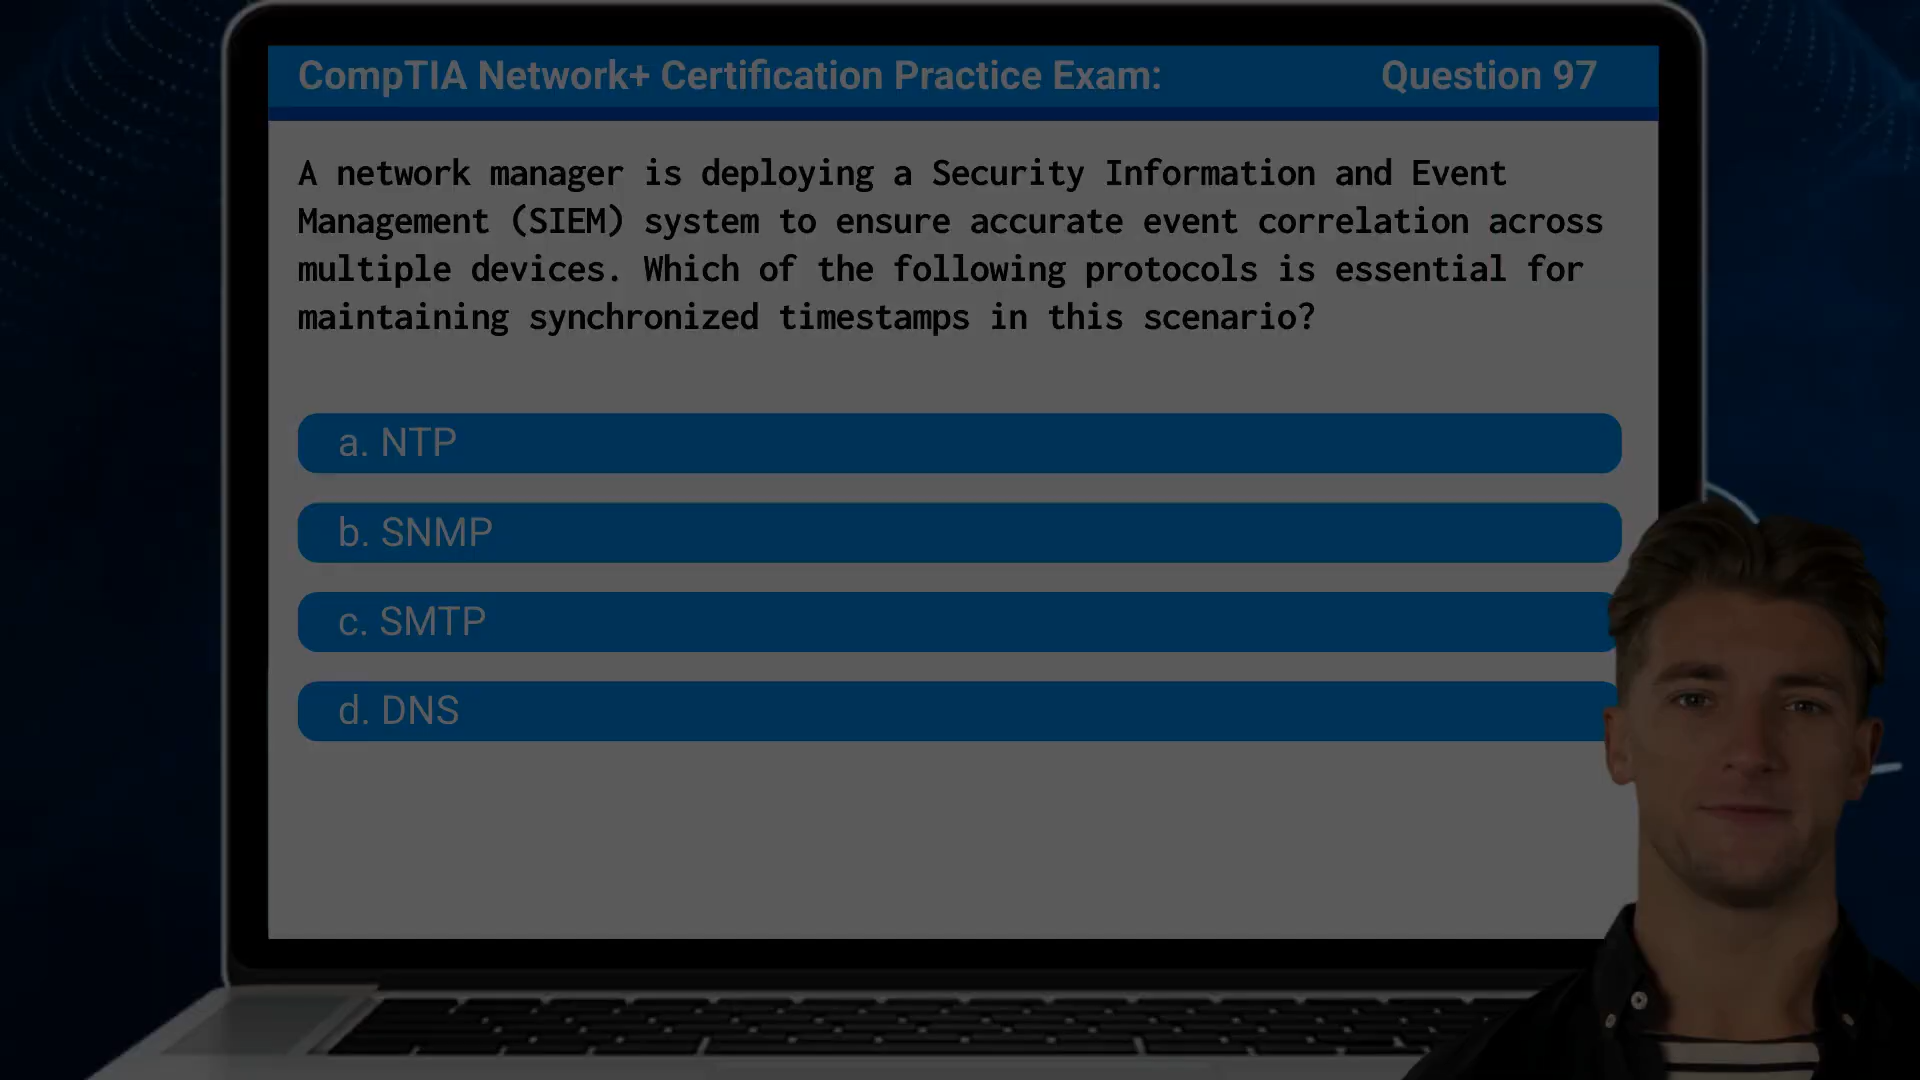 CompTIA Network+ Certification Practice Exam: Question 97
A network manager is deploying a Security Information and Event
Management (SIEM) system to ensure accurate event correlation across
multiple devices. Which of the following protocols is essential for
maintaining synchronized timestamps in this scenario?
a. NTP
b. SNMP
c. SMTP
d. DNS